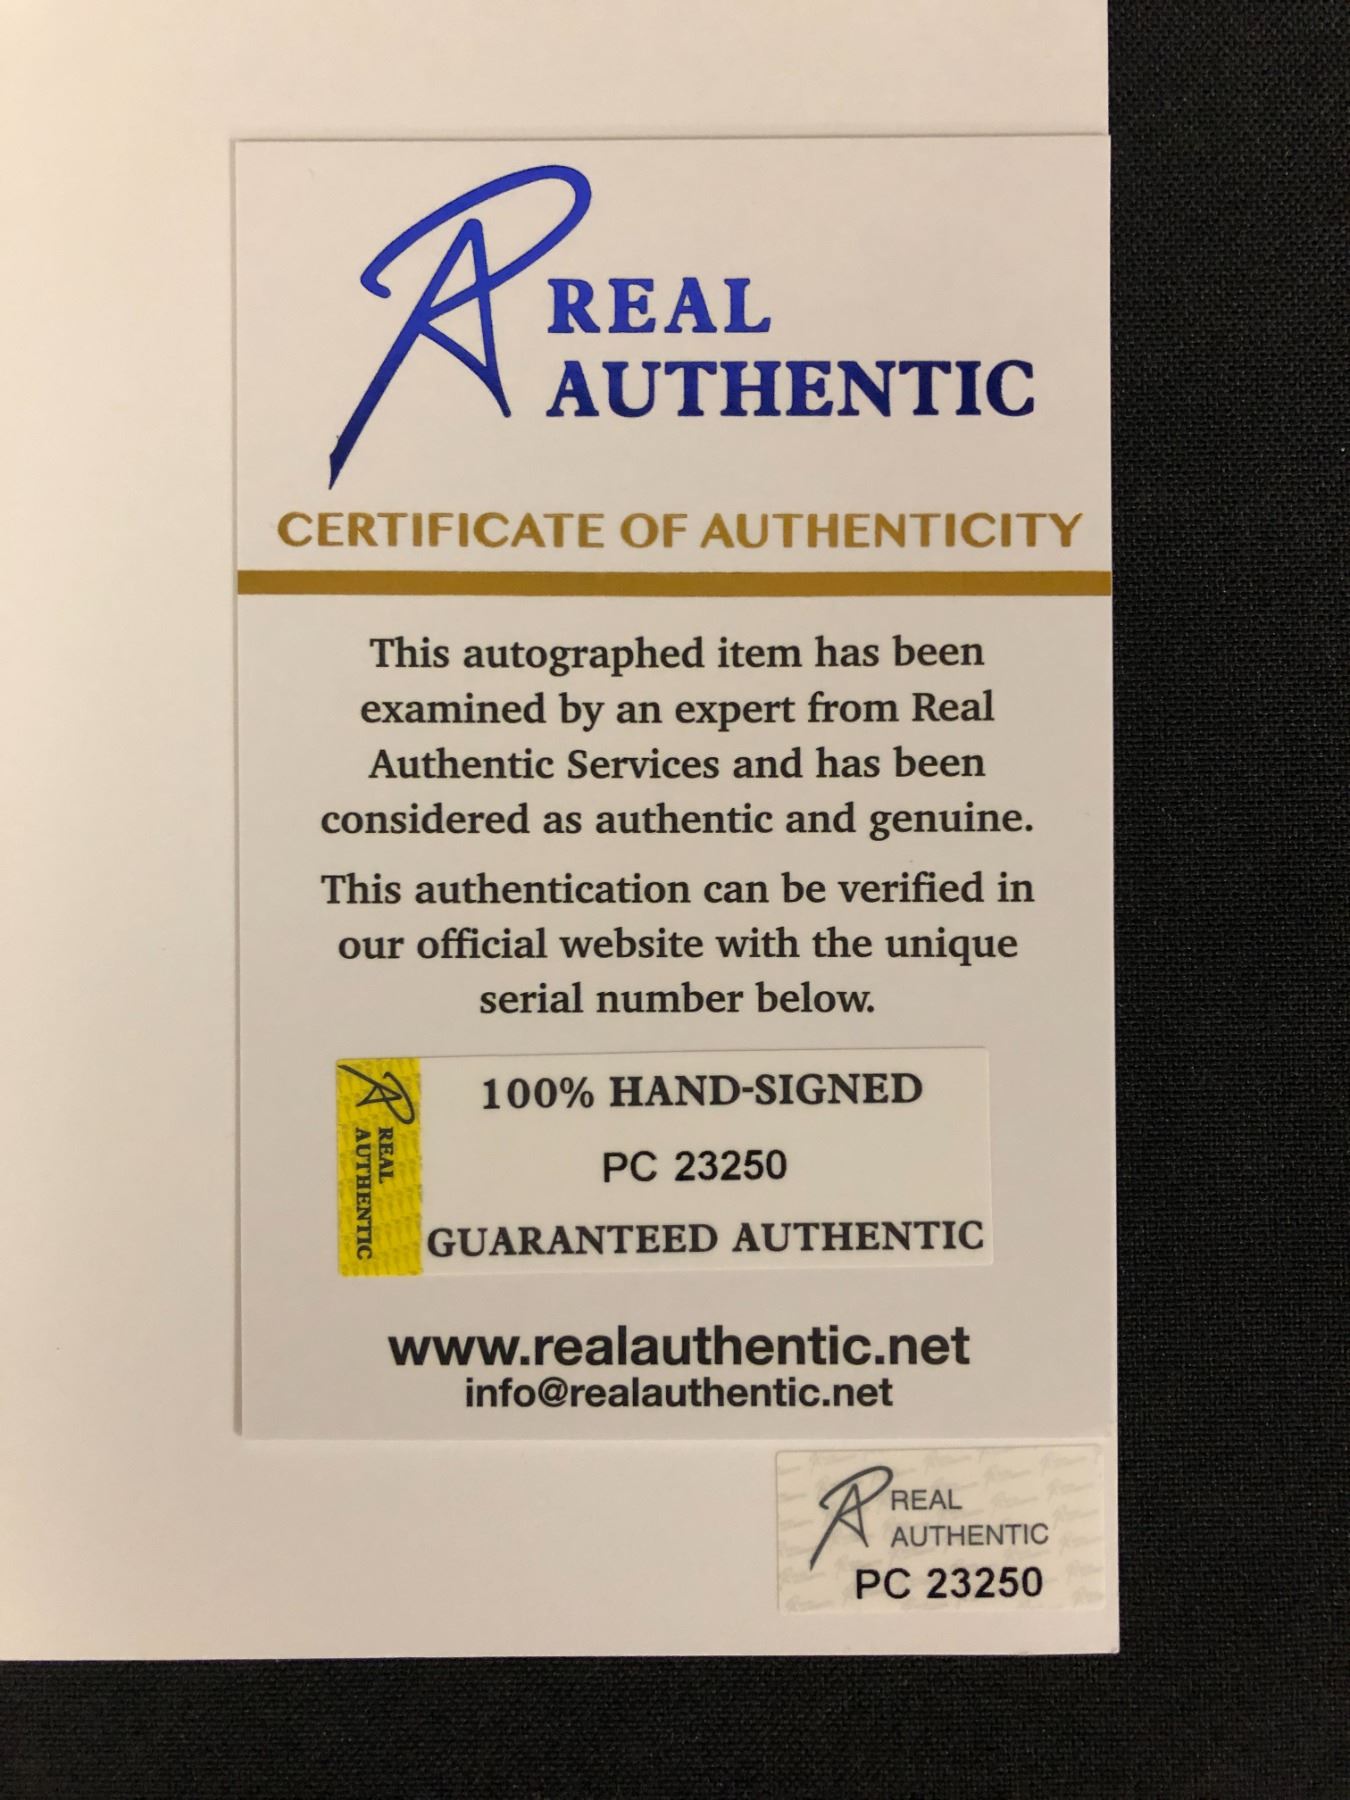 REAL
AUTHENTIC
CERTIFICATE OF AUTHENTICITY
This autographed item has been
examined by an expert from Real
Authentic Services and has been
considered as authentic and genuine.
This authentication can be verified in
our official website with the unique
serial number below.
REAL
AUTHENTIC
100% HAND-SIGNED
PC 23250
GUARANTEED AUTHENTIC
www.realauthentic.net
info@realauthentic.net
REAL
AUTHENTIC
PC 23250